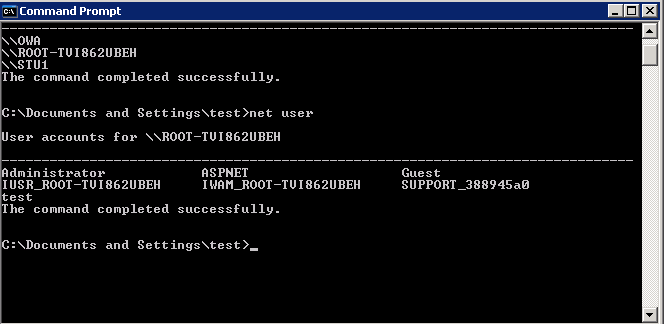 Command Prompt
\\OWA
\\ROOT-TVI862UBEH
\\STU1
The command completed successfully.
C:\Documents and Settings\test>net user
User accounts for \\ROOT-TVI862UBEH
-------------------------------------------------------------------------------
Administrator            ASPNET                   Guest
IUSR_ROOT-TVI862UBEH     IWAM_ROOT-TVI862UBEH     SUPPORT_388945a0
test
The command completed successfully.
C:\Documents and Settings\test>_